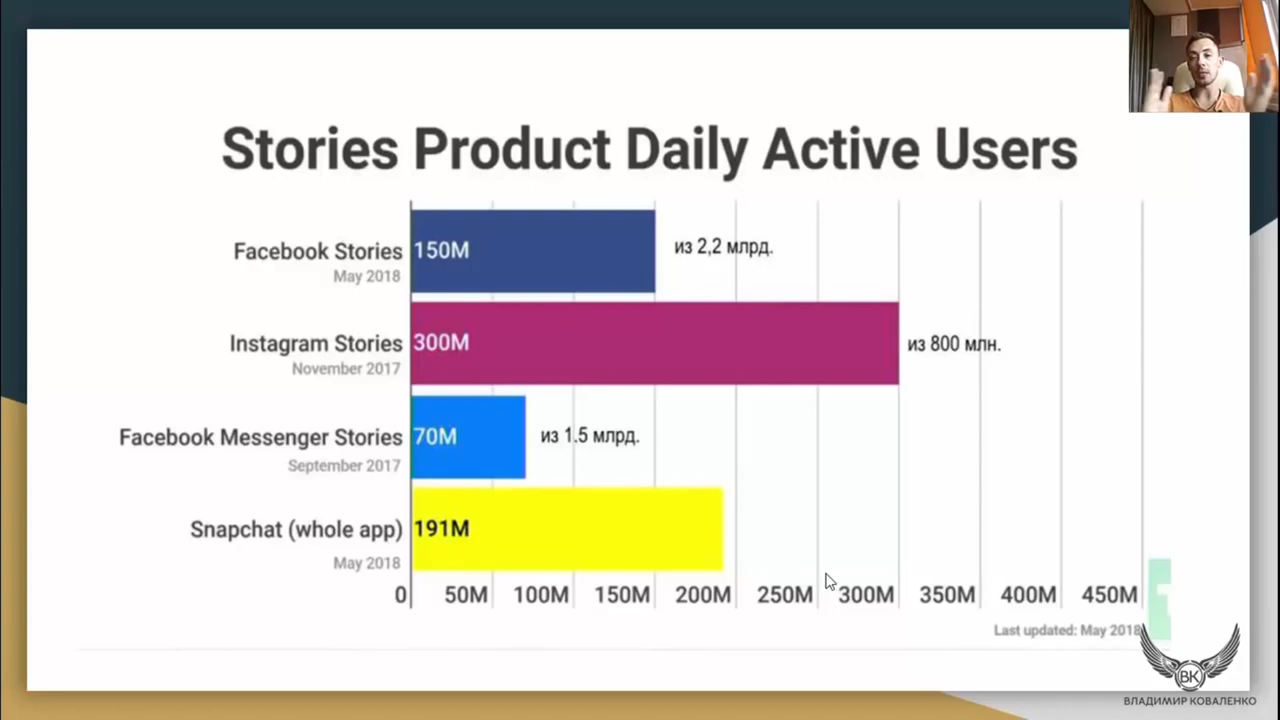 Stories Product Daily Active Users
Facebook Stories
May 2018
150M
из 2,2 млрд.
Instagram Stories
November 2017
300M
из 800 млн.
Facebook Messenger Stories
September 2017
70M
из 1.5 млрд.
Snapchat (whole app)
May 2018
191M
0 50M 100M 150M 200M 250M 300M 350M 400M 450M
Last updated: May 2018
ВК
ВЛАДИМИР КОВАЛЕНКО